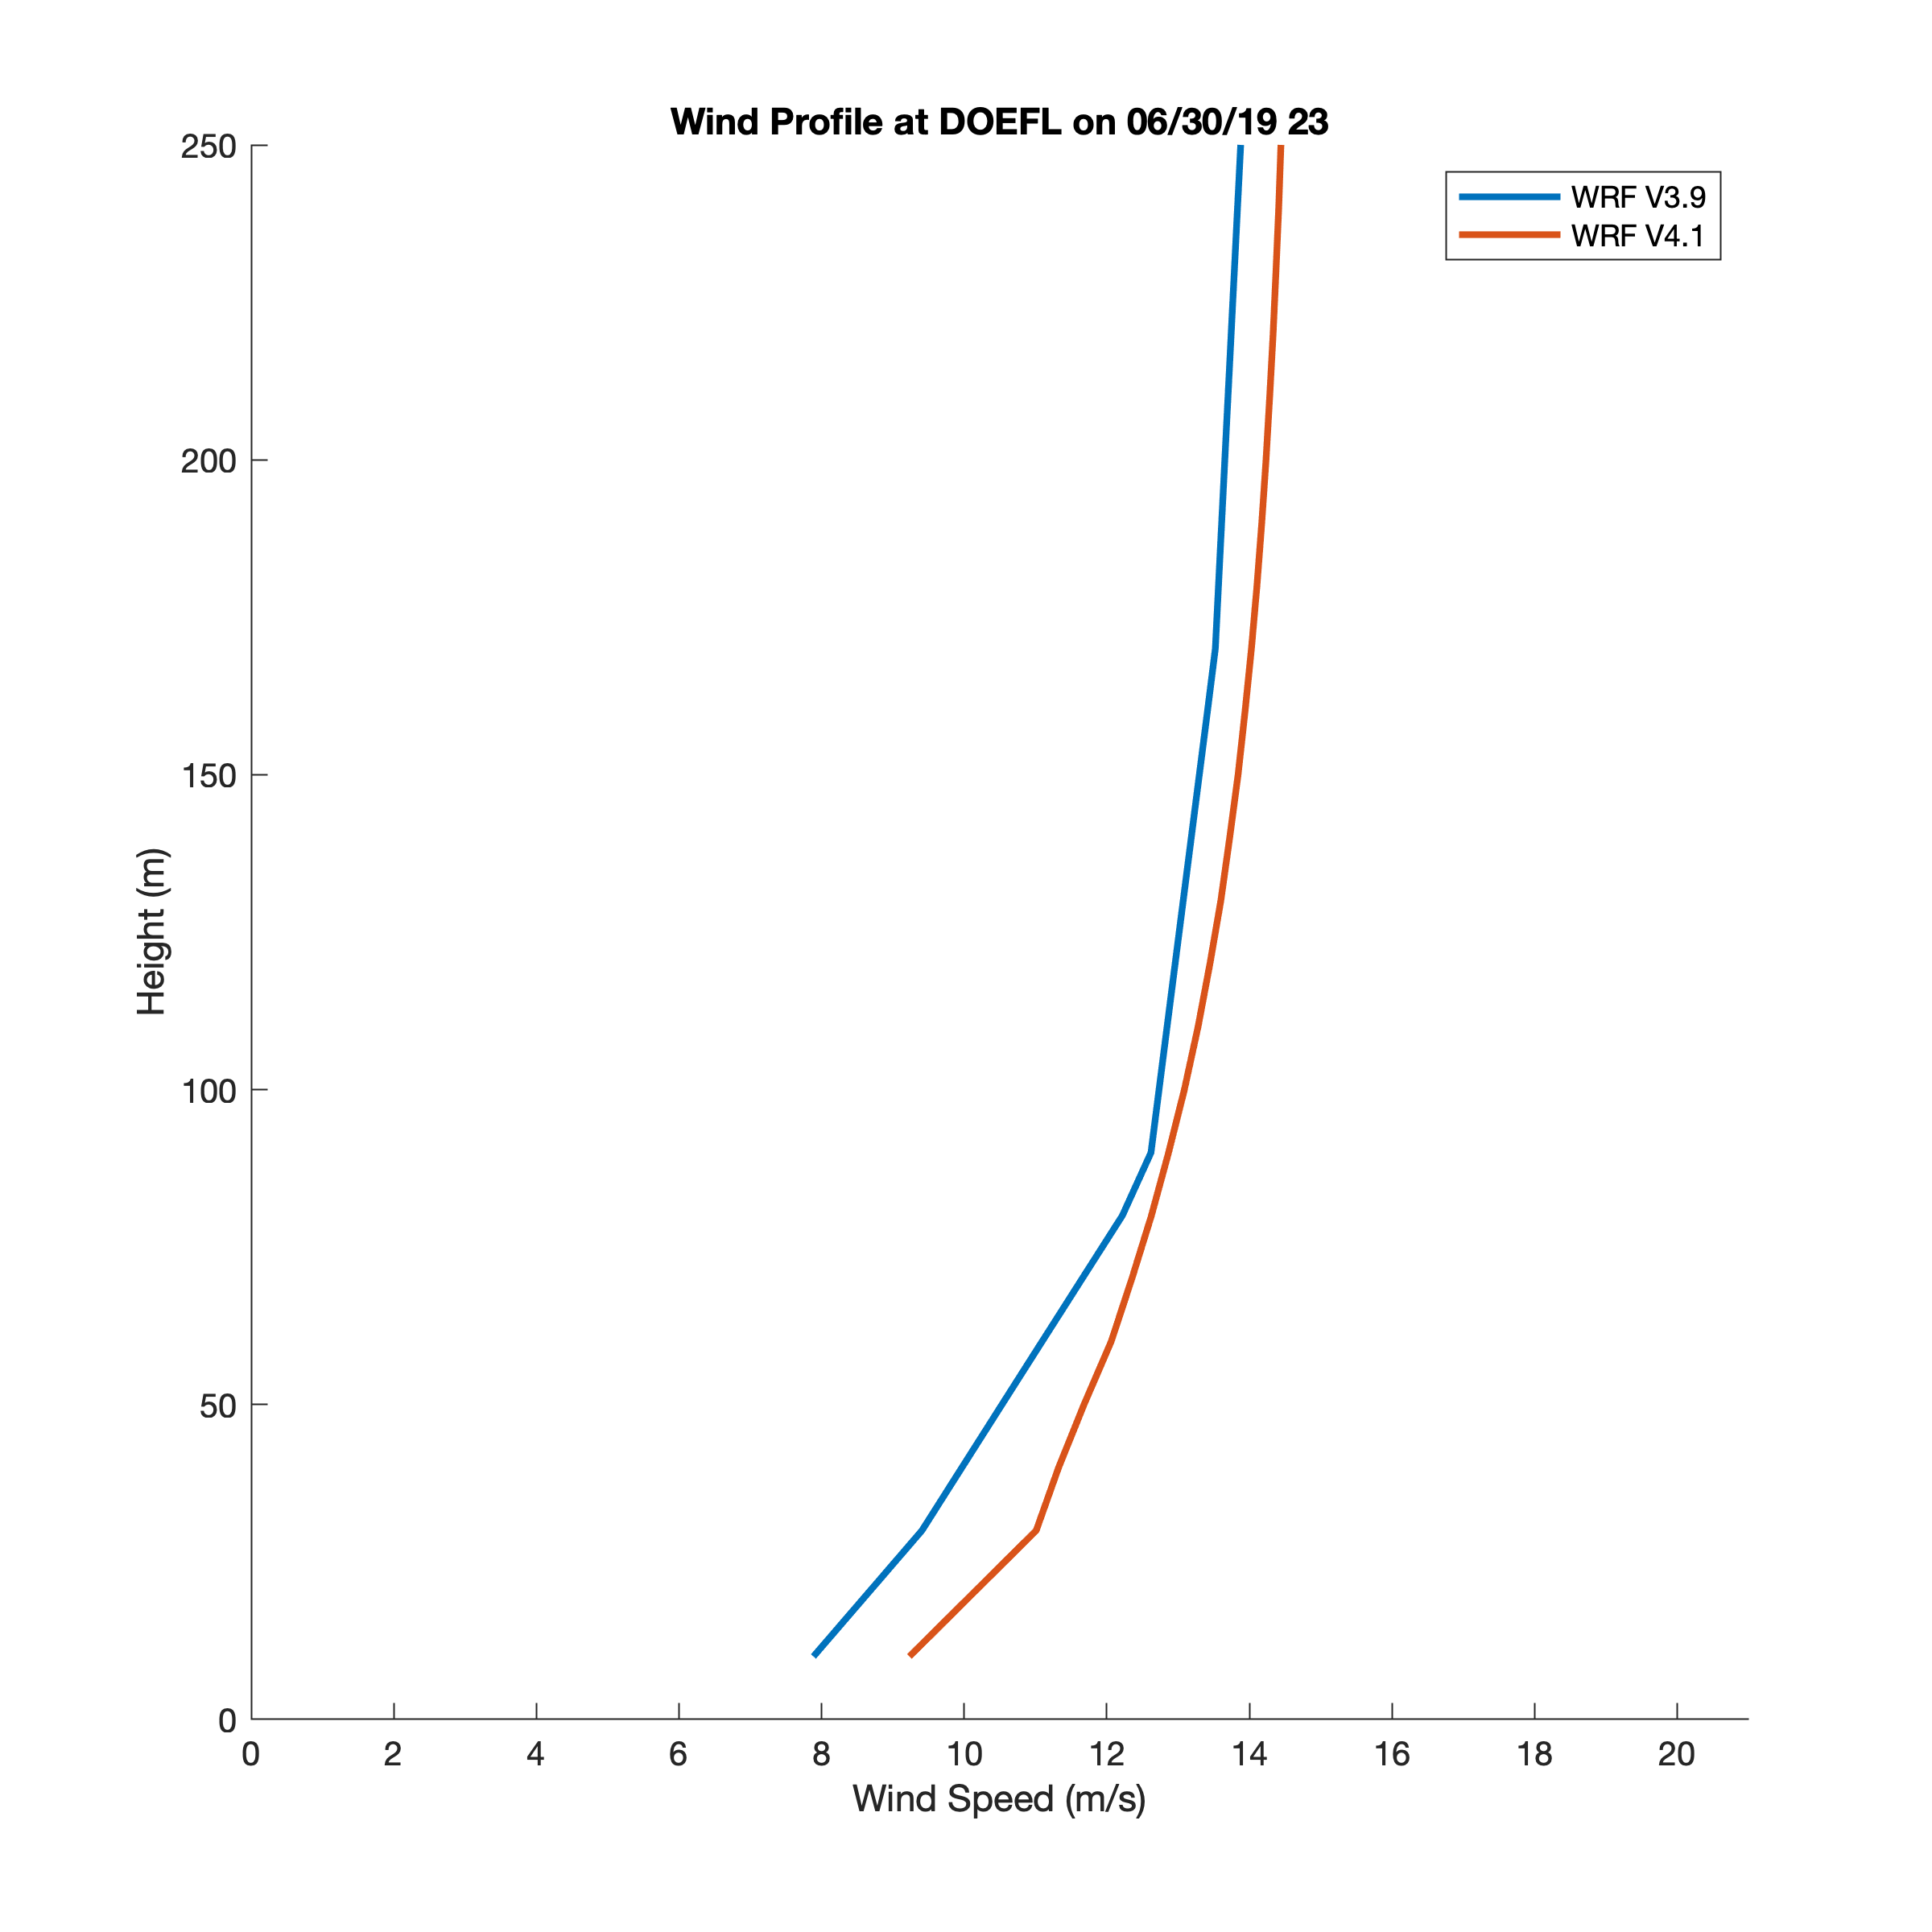 Wind Profile at DOEFL on 06/30/19 23
WRF V3.9
WRF V4.1
250
200
150
100
50
0
Height (m)
0 2 4 6 8 10 12 14 16 18 20
Wind Speed (m/s)